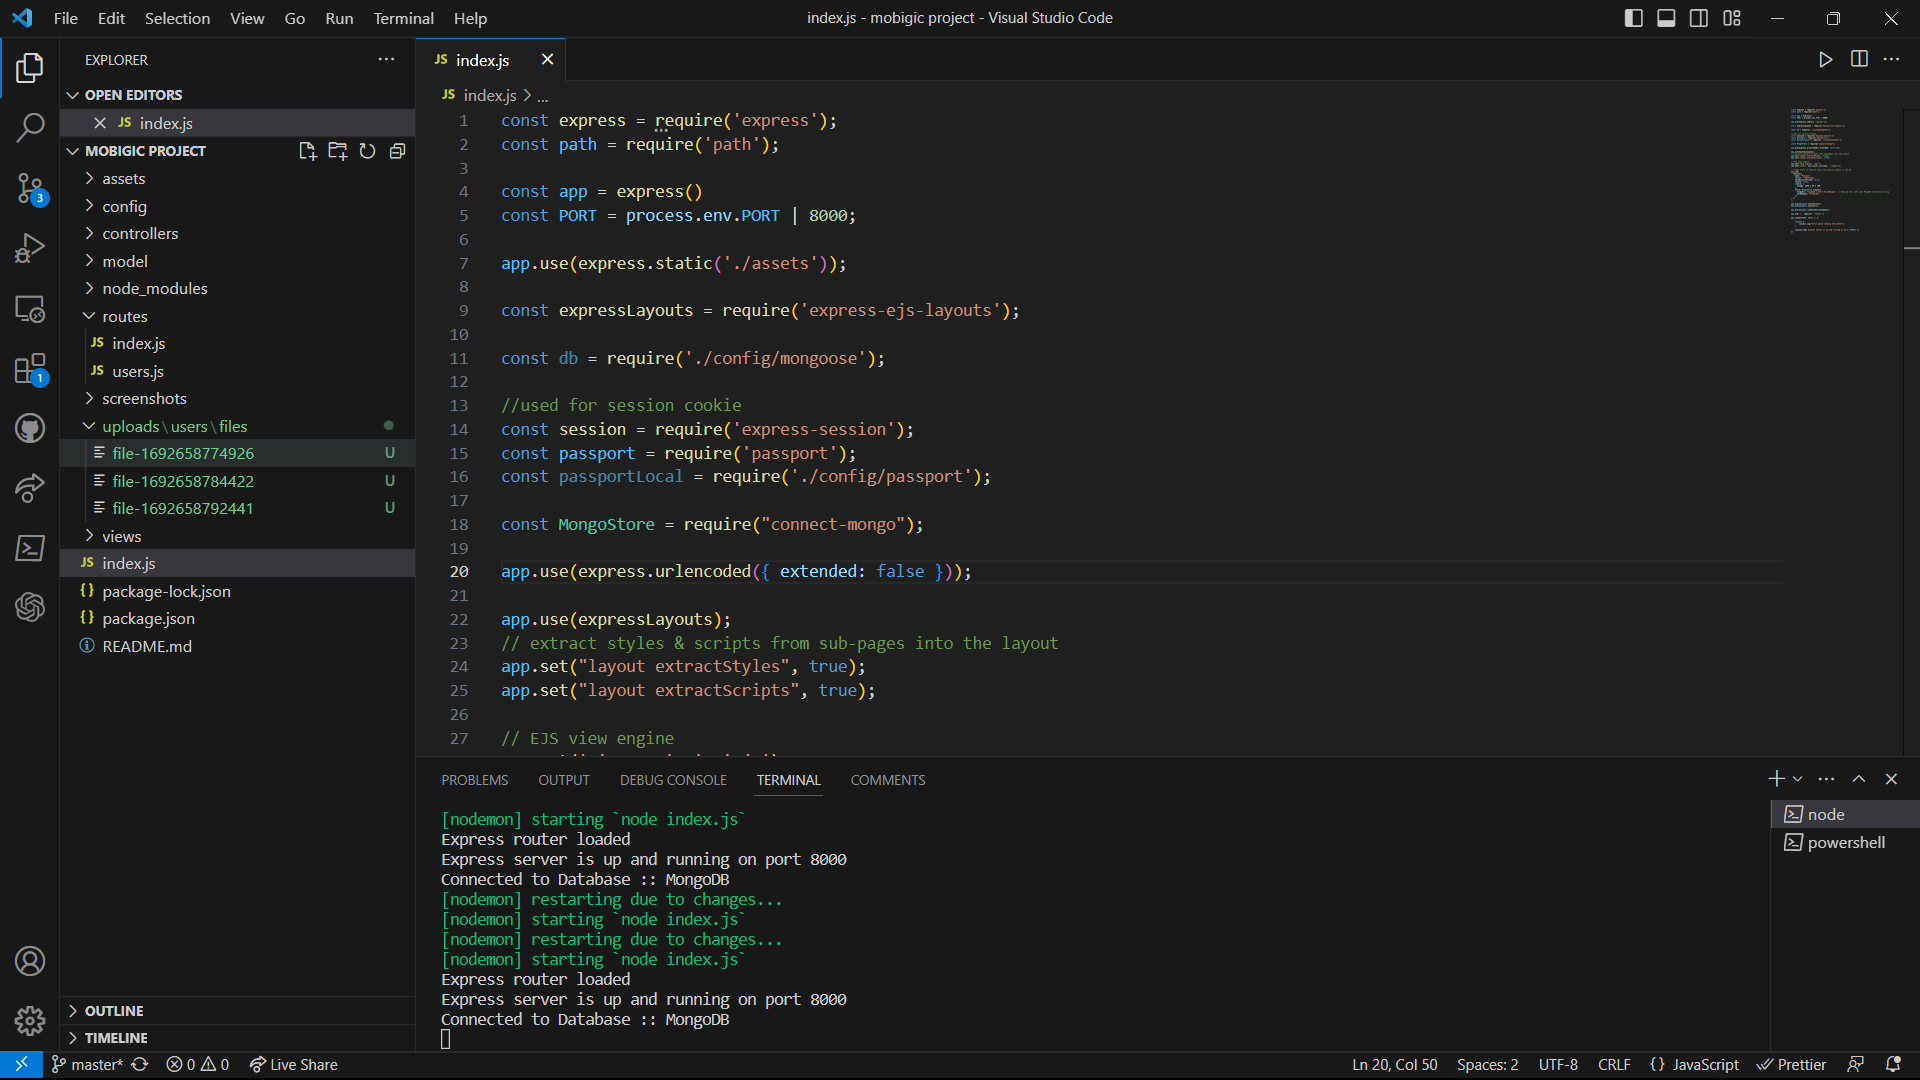 File Edit Selection View Go Run Terminal Help
index.js - mobigic project - Visual Studio Code
EXPLORER
OPEN EDITORS
JS index.js
MOBIGIC PROJECT
assets
config
controllers
model
node_modules
routes
JS index.js
JS users.js
screenshots
uploads\users\files
file-1692658774926 U
file-1692658784422 U
file-1692658792441 U
views
JS index.js
{} package-lock.json
{} package.json
README.md
OUTLINE
TIMELINE
3
1
JS index.js
JS index.js > ...
1 const express = require('express');
2 const path = require('path');
3
4 const app = express()
5 const PORT = process.env.PORT | 8000;
6
7 app.use(express.static('./assets'));
8
9 const expressLayouts = require('express-ejs-layouts');
10
11 const db = require('./config/mongoose');
12
13 //used for session cookie
14 const session = require('express-session');
15 const passport = require('passport');
16 const passportLocal = require('./config/passport');
17
18 const MongoStore = require("connect-mongo");
19
20 app.use(express.urlencoded({ extended: false }));
21
22 app.use(expressLayouts);
23 // extract styles & scripts from sub-pages into the layout
24 app.set("layout extractStyles", true);
25 app.set("layout extractScripts", true);
26
27 // EJS view engine
PROBLEMS OUTPUT DEBUG CONSOLE TERMINAL COMMENTS
[nodemon] starting `node index.js`
Express router loaded
Express server is up and running on port 8000
Connected to Database :: MongoDB
[nodemon] restarting due to changes...
[nodemon] starting `node index.js`
[nodemon] restarting due to changes...
[nodemon] starting `node index.js`
Express router loaded
Express server is up and running on port 8000
Connected to Database :: MongoDB
node
powershell
master* 0 0 Live Share
Ln 20, Col 50 Spaces: 2 UTF-8 CRLF {} JavaScript Prettier